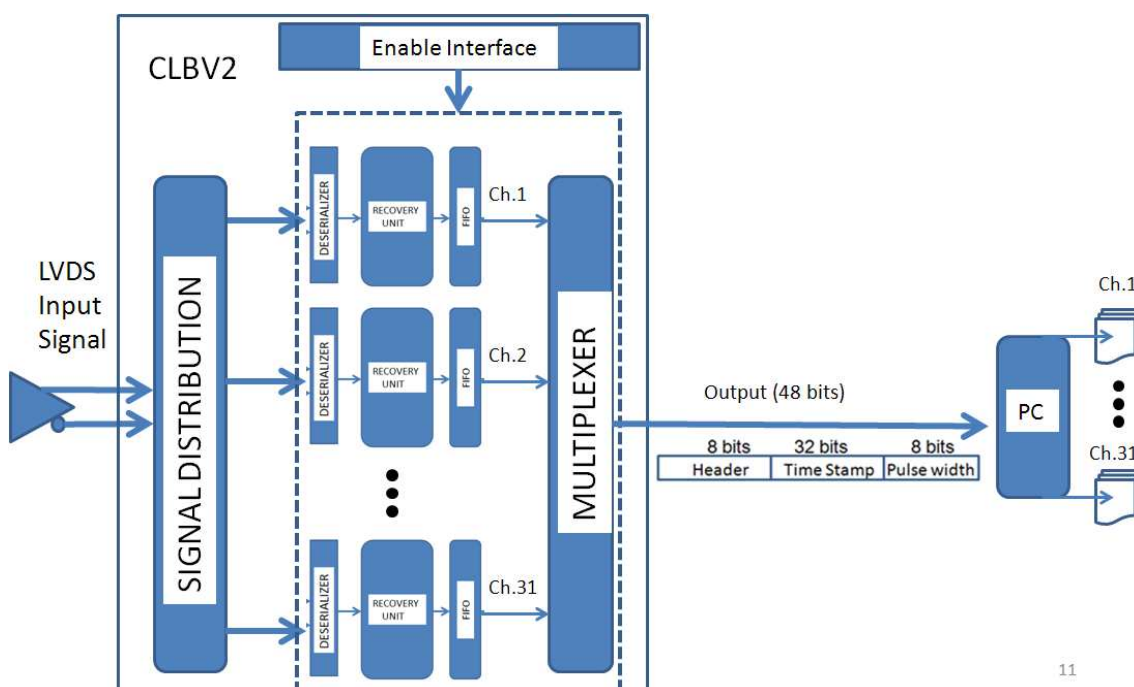 Enable Interface
CLBV2
LVDS
Input
Signal
SIGNAL DISTRIBUTION
DESERIALIZER
RECOVERY
UNIT
FIFO
Ch.1
DESERIALIZER
RECOVERY
UNIT
FIFO
Ch.2
DESERIALIZER
RECOVERY
UNIT
FIFO
Ch.31
MULTIPLEXER
Output (48 bits)
8 bits 32 bits 8 bits
Header Time Stamp Pulse width
PC
Ch.1
Ch.31
11